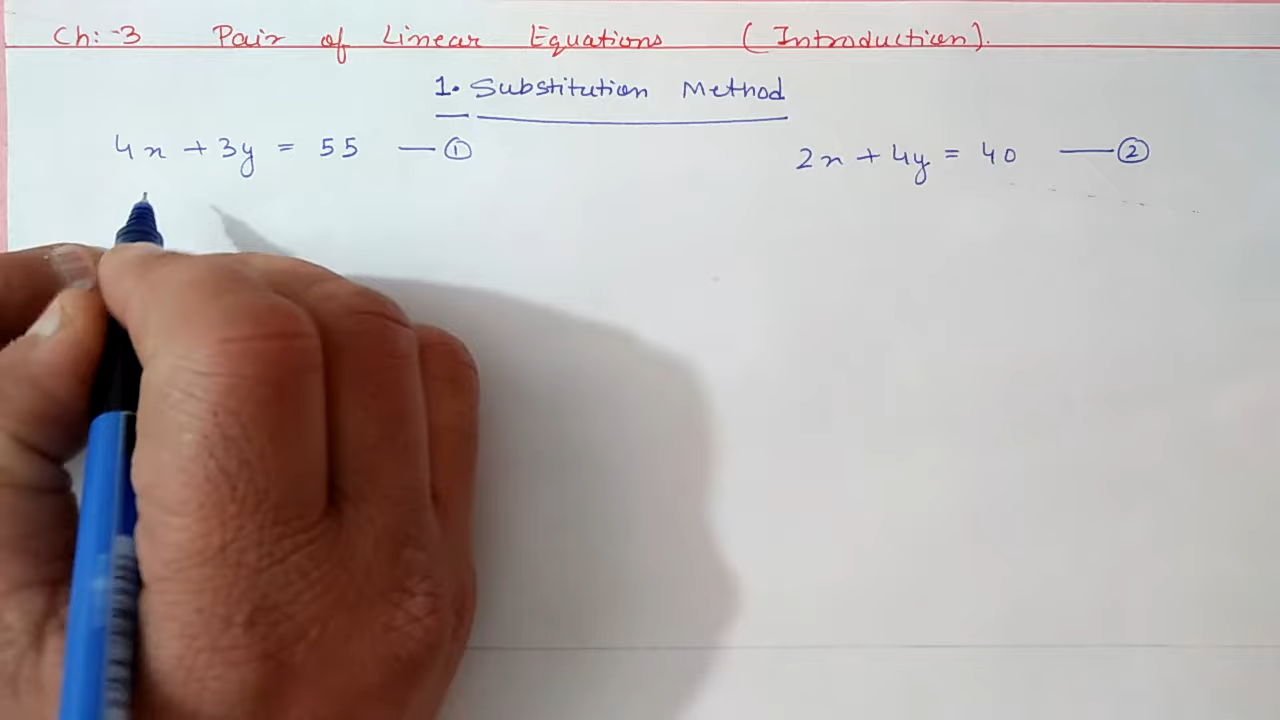 Ch:-3 Pair of Linear Equations (Introduction).
1. Substitution Method
4x + 3y = 55 — ①
2x + 4y = 40 — ②